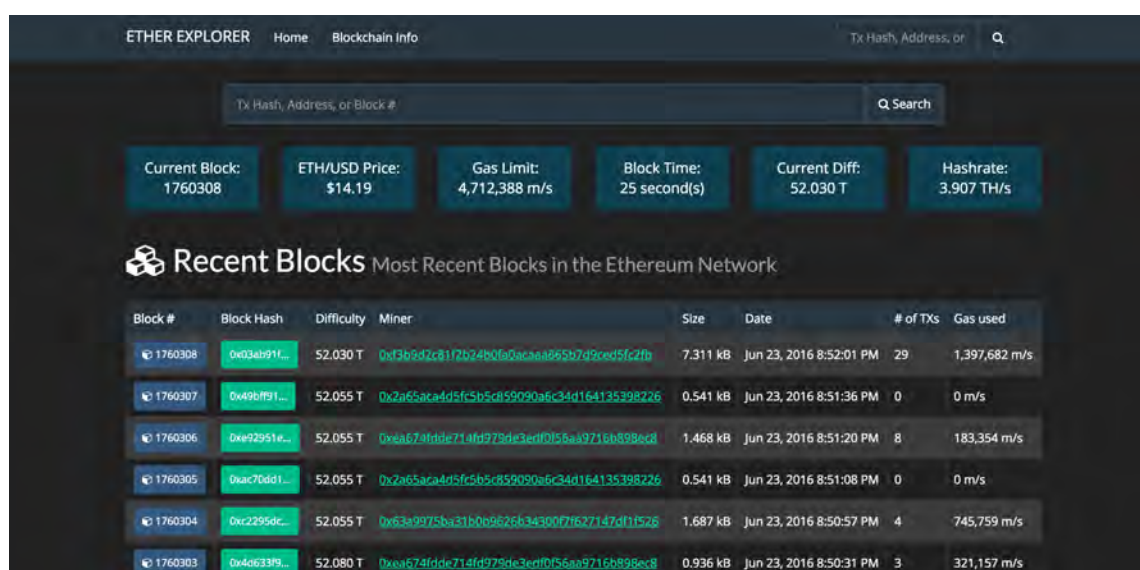 ETHER EXPLORER Home Blockchain Info Tx Hash, Address, or
Tx Hash, Address, or Block # Search
Current Block: ETH/USD Price: Gas Limit: Block Time: Current Diff: Hashrate:
1760308 $14.19 4,712,388 m/s 25 second(s) 52.030 T 3.907 TH/s
Recent Blocks Most Recent Blocks in the Ethereum Network
Block # Block Hash Difficulty Miner Size Date # of TXs Gas used
1760308 0x03ab91f... 52.030 T 0xf3b9d2c81f2b24b0fa0acaaa865b7d9ced5fc2fb 7.311 kB Jun 23, 2016 8:52:01 PM 29 1,397,682 m/s
1760307 0x49bff91... 52.055 T 0x2a65aca4d5fc5b5c859090a6c34d164135398226 0.541 kB Jun 23, 2016 8:51:36 PM 0 0 m/s
1760306 0xe92951e... 52.055 T 0xea674fdde714fd979de3edf0f56aa9716b898ec8 1.468 kB Jun 23, 2016 8:51:20 PM 8 183,354 m/s
1760305 0xac70dd1... 52.055 T 0x2a65aca4d5fc5b5c859090a6c34d164135398226 0.541 kB Jun 23, 2016 8:51:08 PM 0 0 m/s
1760304 0xc2295dc... 52.055 T 0x63a9975ba31b0b9626b34300f7f627147df1f526 1.687 kB Jun 23, 2016 8:50:57 PM 4 745,759 m/s
1760303 0x4d633f9... 52.080 T 0xea674fdde714fd979de3edf0f56aa9716b898ec8 0.936 kB Jun 23, 2016 8:50:31 PM 3 321,157 m/s